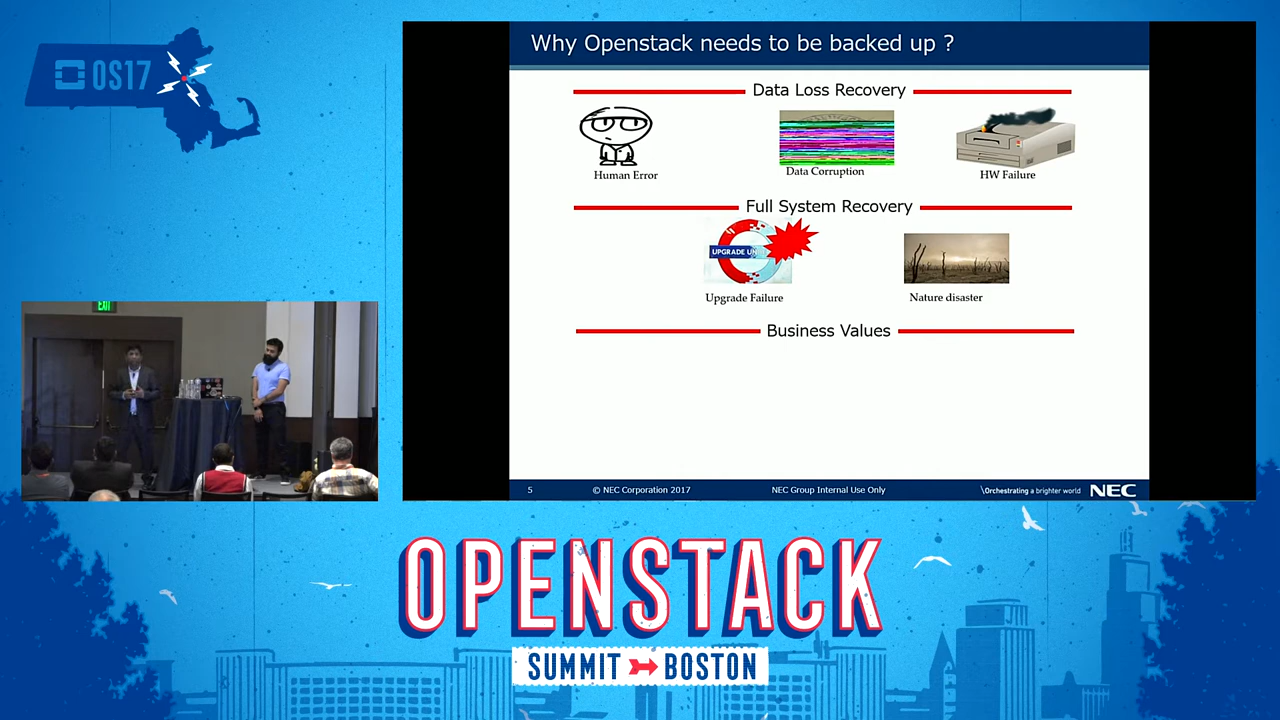 OS17
Why Openstack needs to be backed up ?
Data Loss Recovery
Human Error
Data Corruption
HW Failure
Full System Recovery
UPGRADE
Upgrade Failure
Nature disaster
Business Values
5
© NEC Corporation 2017
NEC Group Internal Use Only
\Orchestrating a brighter world
NEC
EXIT
OPENSTACK
SUMMIT
BOSTON